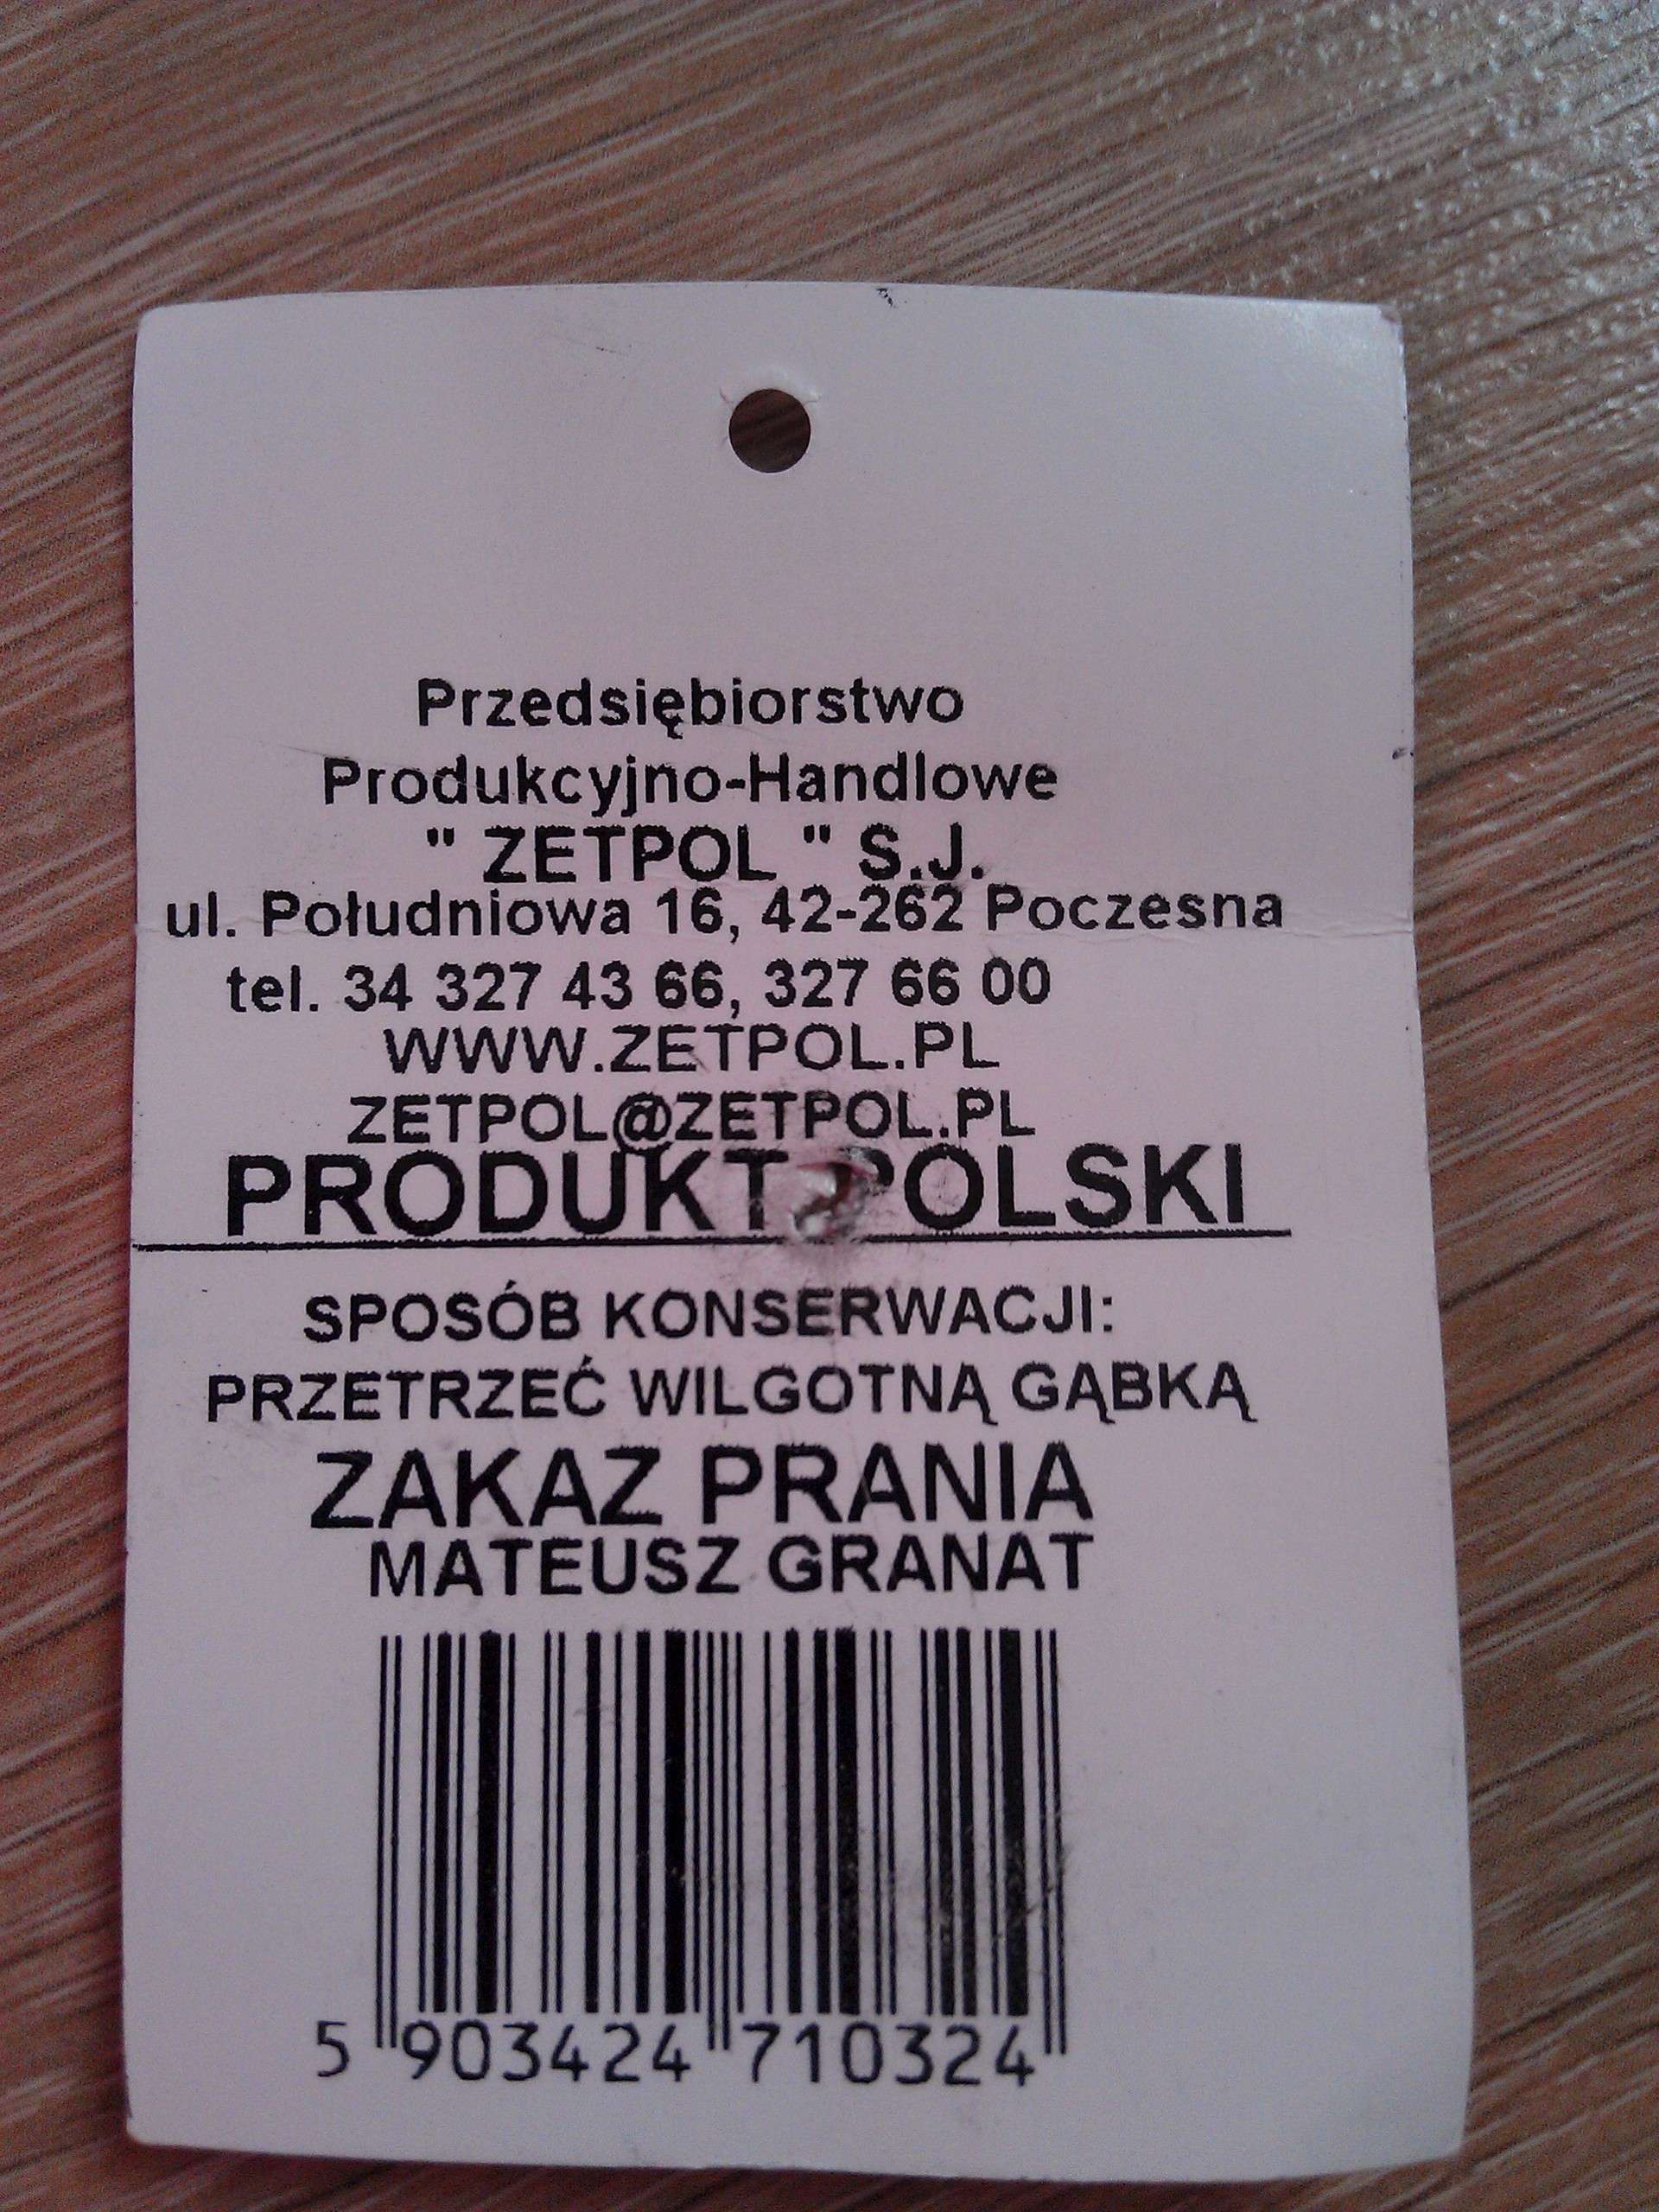 Przedsiębiorstwo
Produkcyjno-Handlowe
" ZETPOL " S.J.
ul. Południowa 16, 42-262 Poczesna
tel. 34 327 43 66, 327 66 00
WWW.ZETPOL.PL
ZETPOL@ZETPOL.PL
PRODUKT POLSKI
SPOSÓB KONSERWACJI:
PRZETRZEĆ WILGOTNĄ GĄBKĄ
ZAKAZ PRANIA
MATEUSZ GRANAT
5 903424 710324